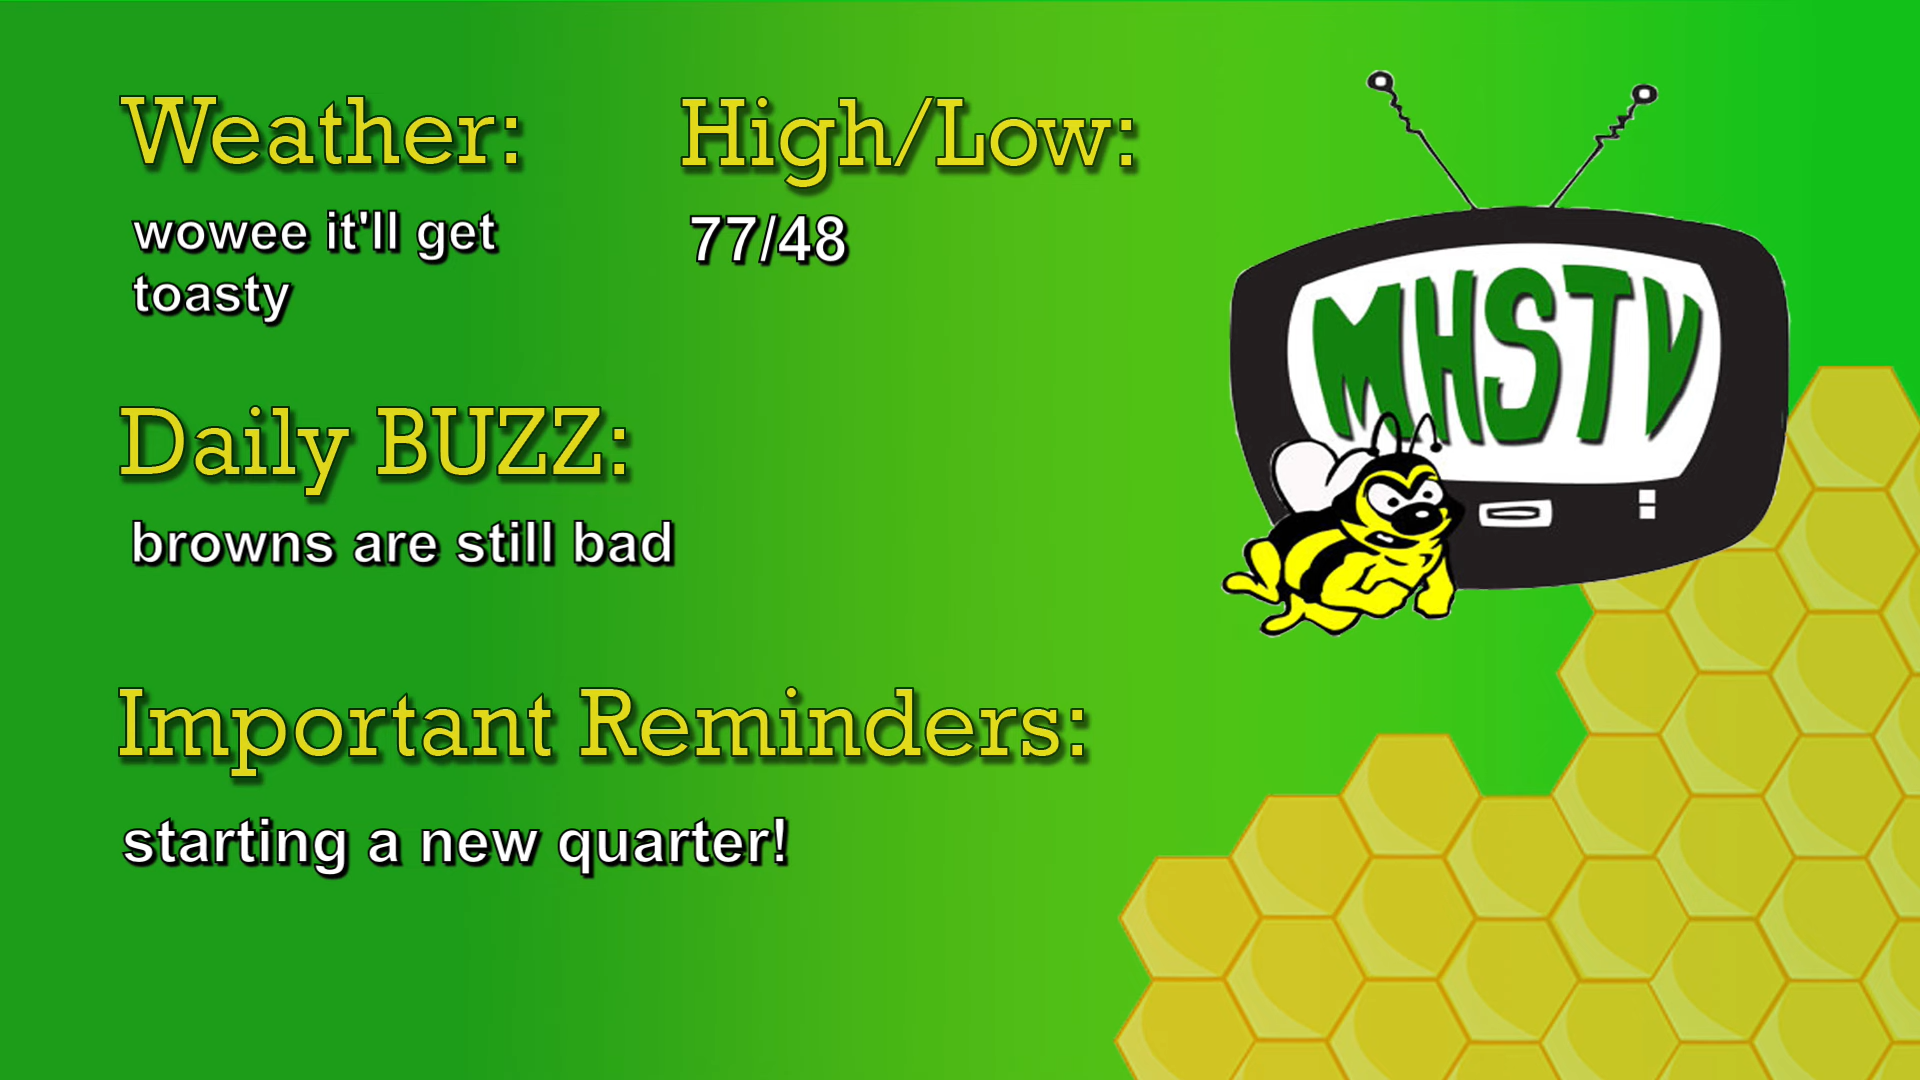 Weather:
wowee it'll get
toasty
High/Low:
77/48
MHSTV
Daily BUZZ:
browns are still bad
Important Reminders:
starting a new quarter!